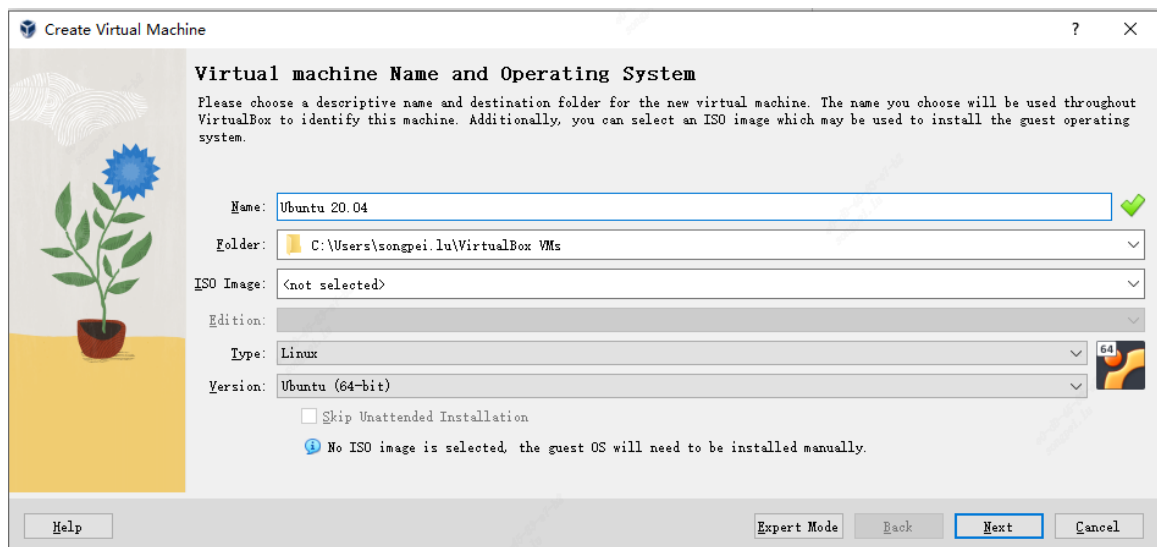 Create Virtual Machine
?
Virtual machine Name and Operating System
Please choose a descriptive name and destination folder for the new virtual machine. The name you choose will be used throughout
VirtualBox to identify this machine. Additionally, you can select an ISO image which may be used to install the guest operating
system.
Name: Ubuntu 20.04
Folder: C:\Users\songpei.lu\VirtualBox VMs
ISO Image: <not selected>
Edition:
Type: Linux
64
Version: Ubuntu (64-bit)
Skip Unattended Installation
No ISO image is selected, the guest OS will need to be installed manually.
Help Expert Mode Back Next Cancel